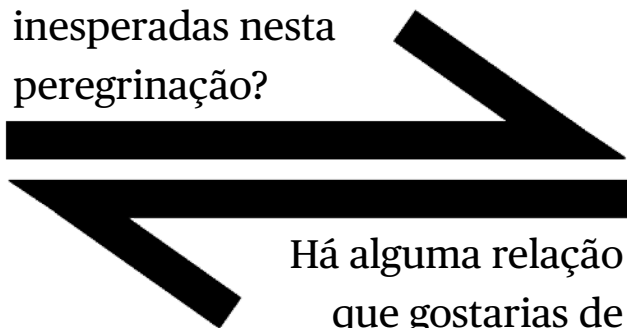 inesperadas nesta
peregrinação?
Há alguma relação
que gostarias de